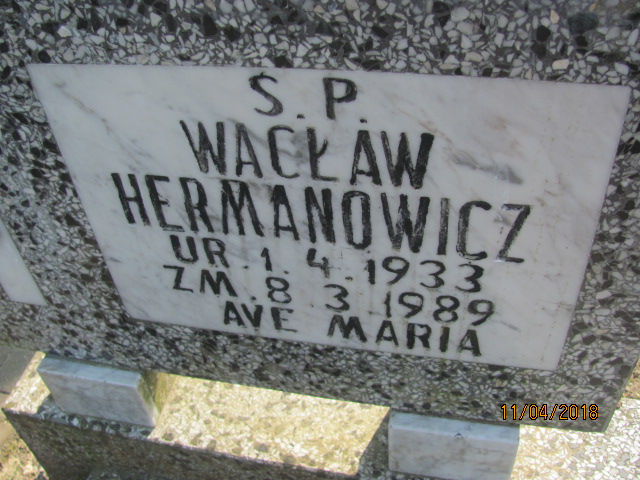 Ś.P.
WACŁAW
HERMANOWICZ
UR. 1. 4. 1933
ZM. 8 3. 1989
AVE MARIA
11/04/2018